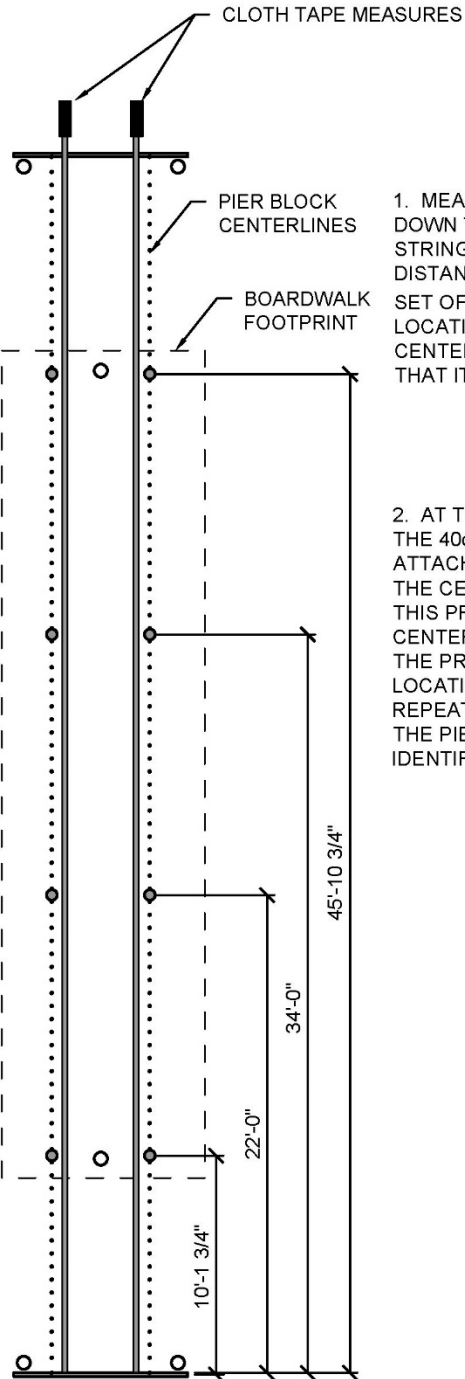 CLOTH TAPE MEASURES
PIER BLOCK
CENTERLINES
BOARDWALK
FOOTPRINT
1. MEA
DOWN
STRING
DISTAN
SET OF
LOCATI
CENTER
THAT IT
2. AT T
THE 40
ATTACH
THE CE
THIS PR
CENTER
THE PR
LOCATI
REPEAT
THE PIE
IDENTIF
45'-10 3/4"
34'-0"
22'-0"
10'-1 3/4"